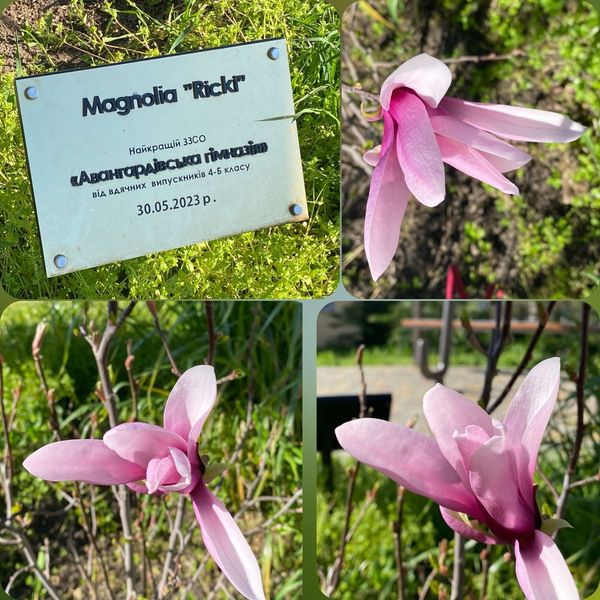 Magnolia "Ricki"
Найкращій ЗЗСО
«Авангардівська гімназія»
від вдячних випускників 4-Б класу
30.05.2023 р.